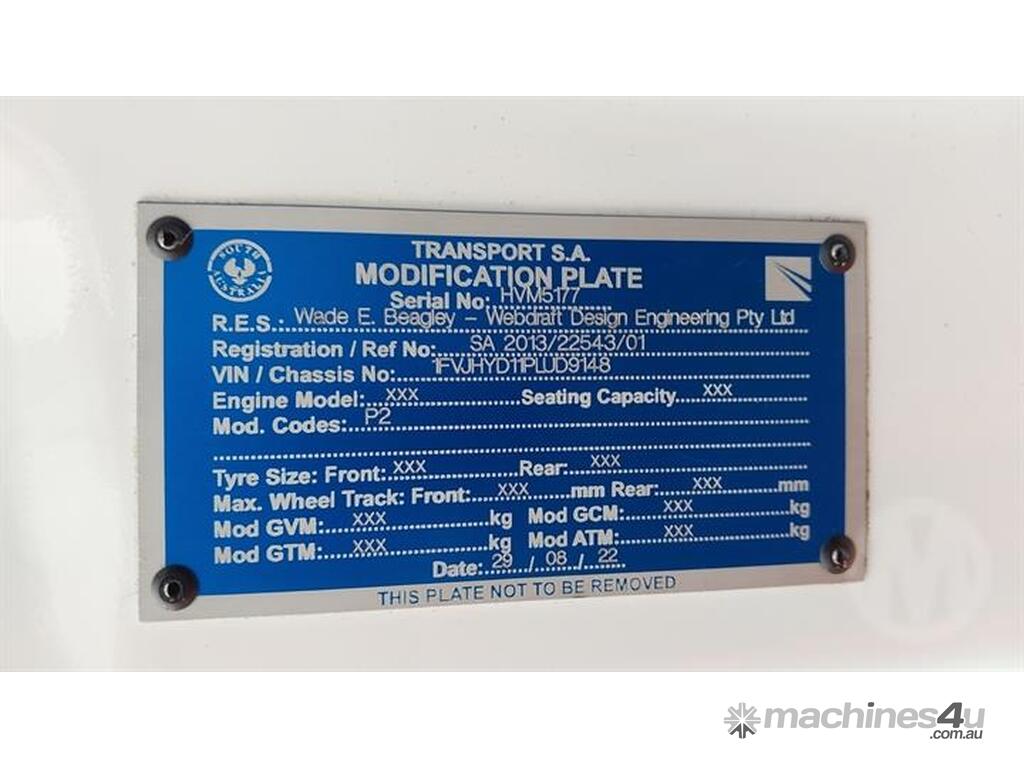 SOUTH AUSTRALIA
TRANSPORT S.A.
MODIFICATION PLATE
Serial No: HVM5177
R.E.S.: Wade E. Beagley - Webdraft Design Engineering Pty Ltd
Registration / Ref No: SA 2013/22543/01
VIN / Chassis No: 1FVJHYD11PLUD9148
Engine Model: XXX Seating Capacity XXX
Mod. Codes: P2
Tyre Size: Front: XXX Rear: XXX
Max. Wheel Track: Front: XXX mm Rear: XXX mm
Mod GVM: XXX kg Mod GCM: XXX kg
Mod GTM: XXX kg Mod ATM: XXX kg
Date: 29 / 08 / 22
THIS PLATE NOT TO BE REMOVED
M
machines4u
.com.au